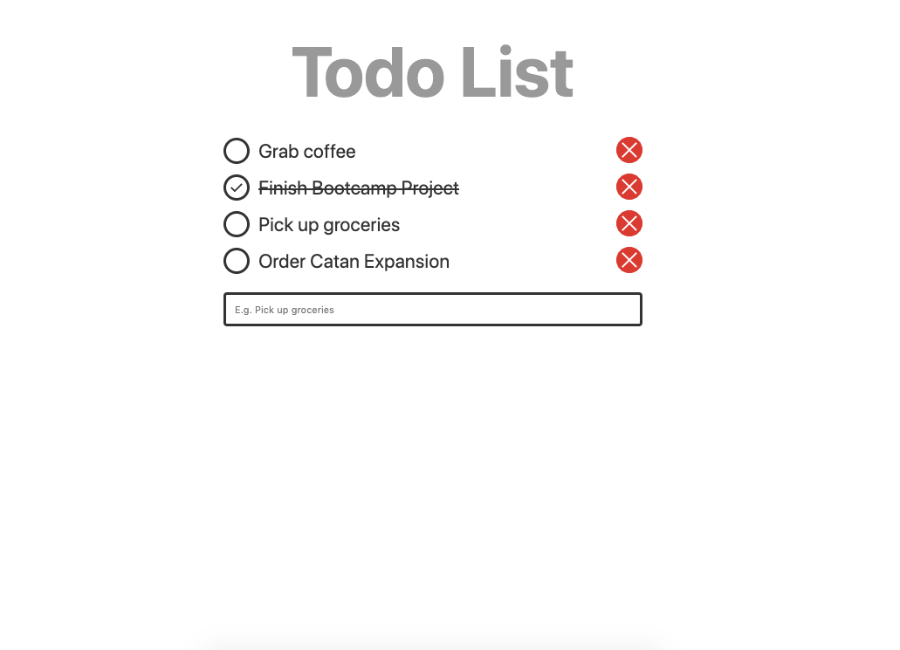 Todo List
Grab coffee
Finish Bootcamp Project
Pick up groceries
Order Catan Expansion
E.g. Pick up groceries